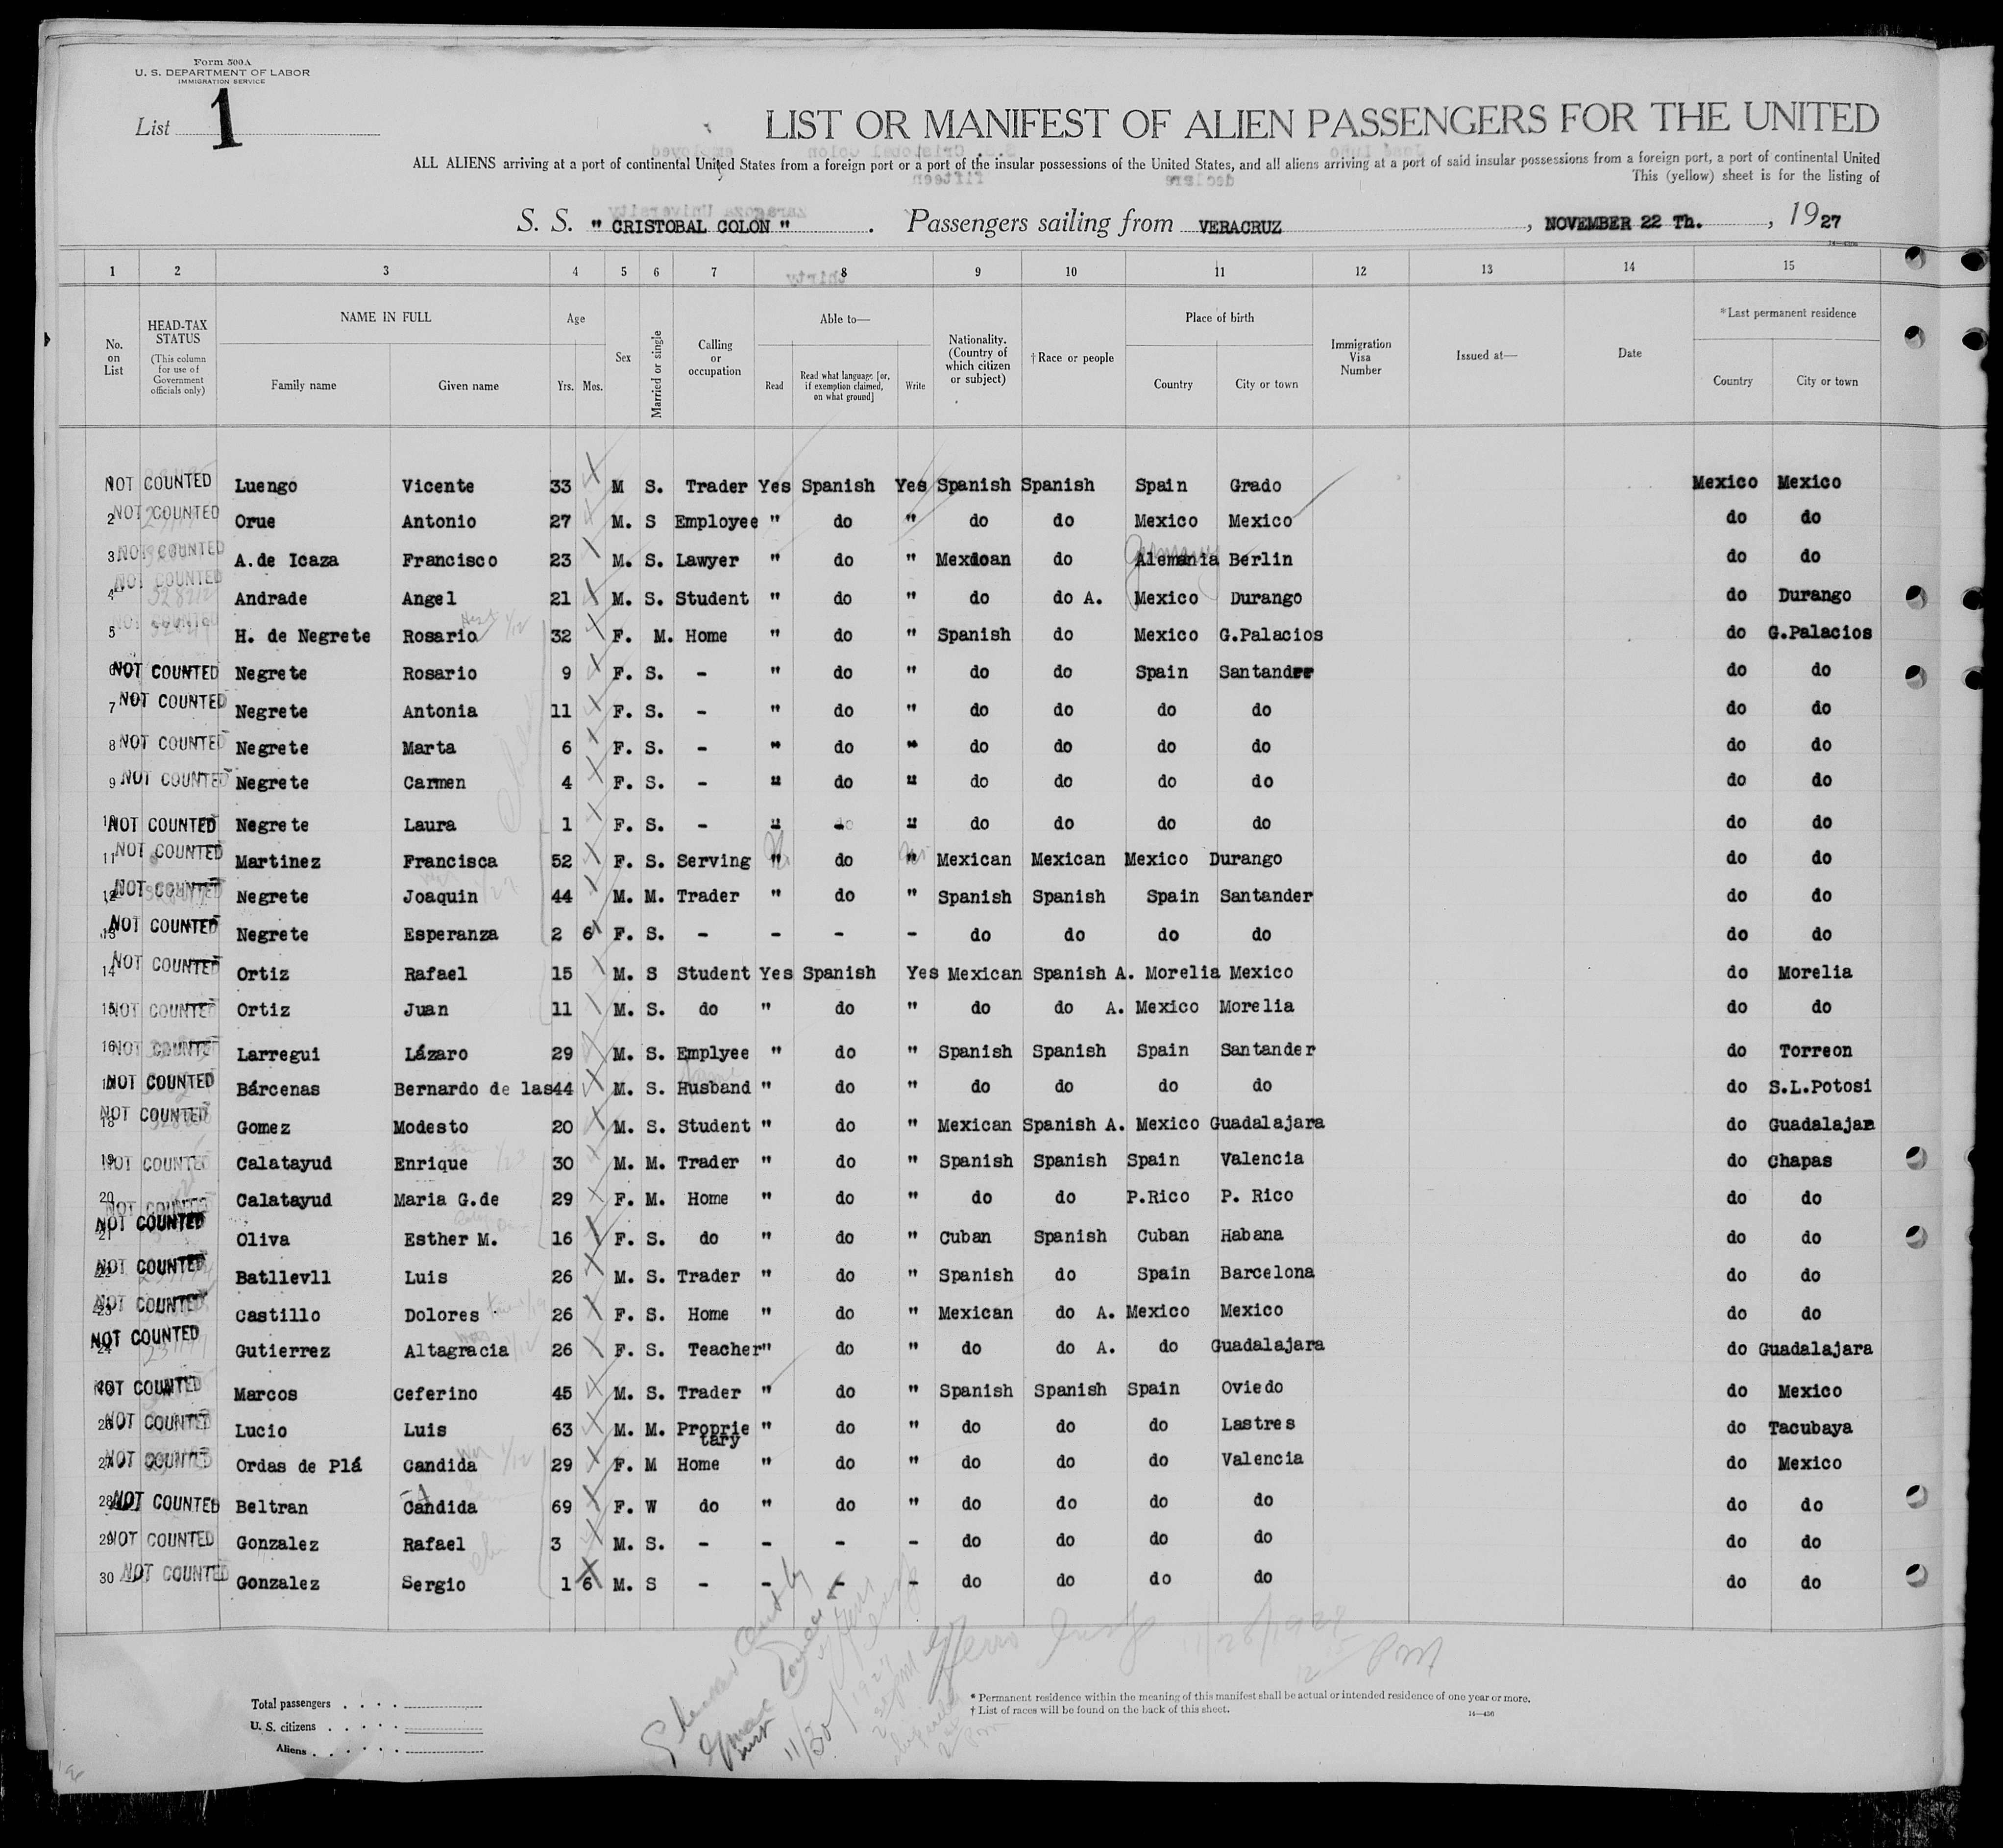 Form 500A
U. S. DEPARTMENT OF LABOR
IMMIGRATION SERVICE
List 1
LIST OR MANIFEST OF ALIEN PASSENGERS FOR THE UNITED
ALL ALIENS arriving at a port of continental United States from a foreign port or a port of the insular possessions of the United States, and all aliens arriving at a port of said insular possessions from a foreign port, a port of continental United
This (yellow) sheet is for the listing of
S. S. " CRISTOBAL COLON " . Passengers sailing from VERACRUZ , NOVEMBER 22 Th. , 1927
1 2 3 4 5 6 7 8 9 10 11 12 13 14 15
No. on List
HEAD-TAX STATUS (This column for use of Government officials only)
NAME IN FULL Family name Given name
Age Yrs. Mos.
Sex
Married or single
Calling or occupation
Able to— Read Read what language [or, if exemption claimed, on what ground] Write
Nationality. (Country of which citizen or subject)
† Race or people
Place of birth Country City or town
Immigration Visa Number
Issued at—
Date
* Last permanent residence Country City or town
1 NOT COUNTED Luengo Vicente 33 M S. Trader Yes Spanish Yes Spanish Spanish Spain Grado Mexico Mexico
2 NOT COUNTED Orue Antonio 27 M. S Employee " do " do do Mexico Mexico do do
3 NOT COUNTED A.de Icaza Francisco 23 M. S. Lawyer " do " Mexican do Alemania Germany Berlin do do
4 NOT COUNTED Andrade Angel 21 M. S. Student " do " do do A. Mexico Durango do Durango
5 NOT COUNTED H. de Negrete Rosario 32 F. M. Home " do " Spanish do Mexico G.Palacios do G.Palacios
6 NOT COUNTED Negrete Rosario 9 F. S. - " do " do do Spain Santander do do
7 NOT COUNTED Negrete Antonia 11 F. S. - " do " do do do do do do
8 NOT COUNTED Negrete Marta 6 F. S. - " do " do do do do do do
9 NOT COUNTED Negrete Carmen 4 F. S. - " do " do do do do do do
10 NOT COUNTED Negrete Laura 1 F. S. - " do " do do do do do do
11 NOT COUNTED Martinez Francisca 52 F. S. Serving " do " Mexican Mexican Mexico Durango do do
12 NOT COUNTED Negrete Joaquin 44 M. M. Trader " do " Spanish Spanish Spain Santander do do
13 NOT COUNTED Negrete Esperanza 2 6 F. S. - - - - do do do do do do
14 NOT COUNTED Ortiz Rafael 15 M. S Student Yes Spanish Yes Mexican Spanish A. Morelia Mexico do Morelia
15 NOT COUNTED Ortiz Juan 11 M. S. do " do " do do A. Mexico Morelia do do
16 NOT COUNTED Larregui Lázaro 29 M. S. Emplyee " do " Spanish Spanish Spain Santander do Torreon
17 NOT COUNTED Bárcenas Bernardo de las 44 M. S. Husband " do " do do do do do S.L.Potosi
18 NOT COUNTED Gomez Modesto 20 M. S. Student " do " Mexican Spanish A. Mexico Guadalajara do Guadalajar
19 NOT COUNTED Calatayud Enrique 30 M. M. Trader " do " Spanish Spanish Spain Valencia do Chapas
20 NOT COUNTED Calatayud Maria G.de 29 F. M. Home " do " do do P.Rico P. Rico do do
21 NOT COUNTED Oliva Esther M. 16 F. S. do " do " Cuban Spanish Cuban Habana do do
22 NOT COUNTED Batllevll Luis 26 M. S. Trader " do " Spanish do Spain Barcelona do do
23 NOT COUNTED Castillo Dolores 26 F. S. Home " do " Mexican do A. Mexico Mexico do do
24 NOT COUNTED Gutierrez Altagracia 26 F. S. Teacher " do " do do A. do Guadalajara do Guadalajara
25 NOT COUNTED Marcos Ceferino 45 M. S. Trader " do " Spanish Spanish Spain Oviedo do Mexico
26 NOT COUNTED Lucio Luis 63 M. M. Proprie tary " do " do do do Lastres do Tacubaya
27 NOT COUNTED Ordas de Plá Candida 29 F. M Home " do " do do do Valencia do Mexico
28 NOT COUNTED Beltran Candida 69 F. W do " do " do do do do do do
29 NOT COUNTED Gonzalez Rafael 3 M. S. - - - - do do do do do do
30 NOT COUNTED Gonzalez Sergio 1 6 M. S - - - - do do do do do do
11/28/1927
PM
11/30/1927
Total passengers . . . .
U. S. citizens . . . . .
Aliens . . . . . .
* Permanent residence within the meaning of this manifest shall be actual or intended residence of one year or more.
† List of races will be found on the back of this sheet.
14—436